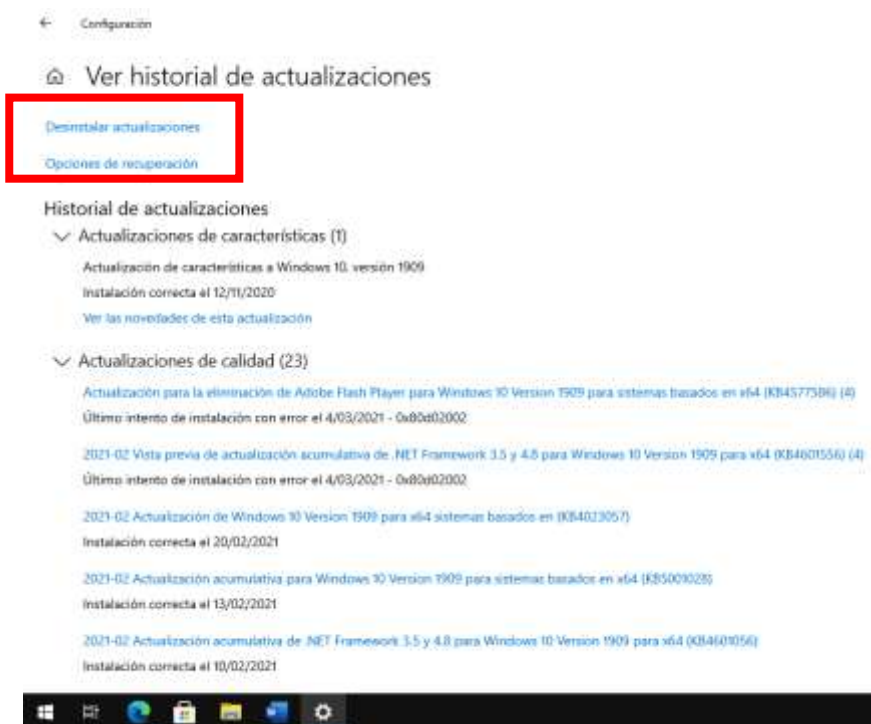 Configuración
Ver historial de actualizaciones
Desinstalar actualizaciones
Opciones de recuperación
Historial de actualizaciones
Actualizaciones de características (1)
Actualización de características a Windows 10, versión 1909
Instalación correcta el 12/11/2020
Ver las novedades de esta actualización
Actualizaciones de calidad (23)
Actualización para la eliminación de Adobe Flash Player para Windows 10 Version 1909 para sistemas basados en x64 (KB4577586) (4)
Último intento de instalación con error el 4/03/2021 - 0x80d02002
2021-02 Vista previa de actualización acumulativa de .NET Framework 3.5 y 4.8 para Windows 10 Version 1909 para x64 (KB4601556) (4)
Último intento de instalación con error el 4/03/2021 - 0x80d02002
2021-02 Actualización de Windows 10 Version 1909 para x64 sistemas basados en (KB4023057)
Instalación correcta el 20/02/2021
2021-02 Actualización acumulativa para Windows 10 Version 1909 para sistemas basados en x64 (KB5001028)
Instalación correcta el 13/02/2021
2021-02 Actualización acumulativa de .NET Framework 3.5 y 4.8 para Windows 10 Version 1909 para x64 (KB4601056)
Instalación correcta el 10/02/2021